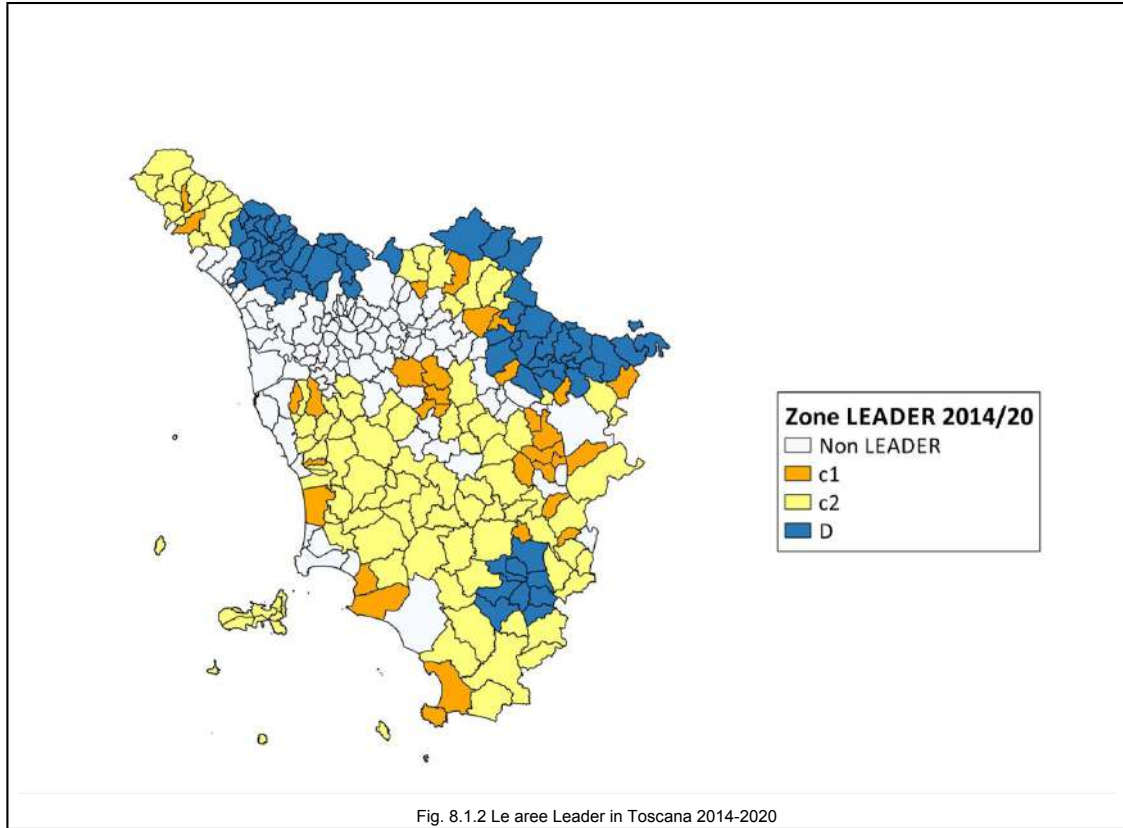 Zone LEADER 2014/20
Non LEADER
c1
c2
D
Fig. 8.1.2 Le aree Leader in Toscana 2014-2020